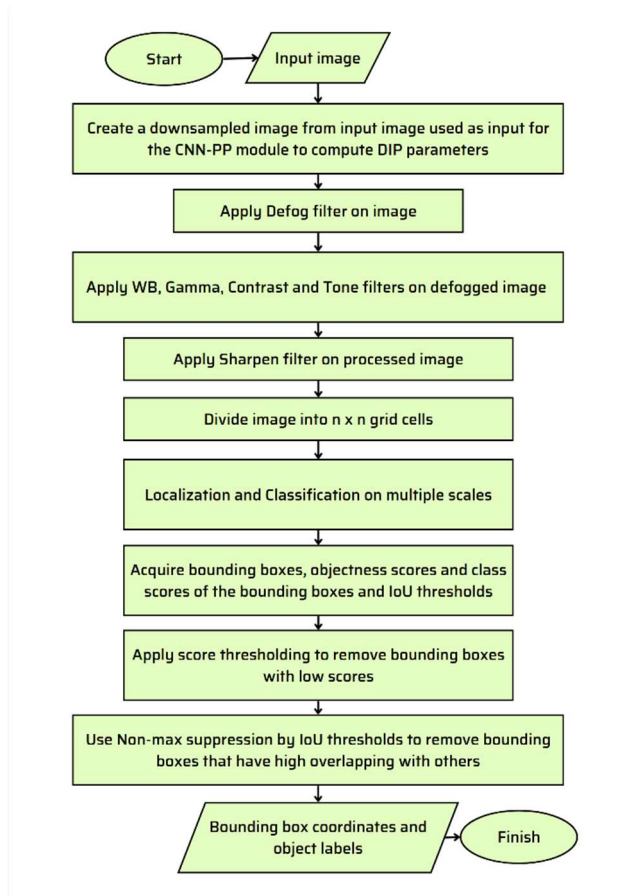 Start
Input image
Create a downsampled image from input image used as input for
the CNN-PP module to compute DIP parameters
Apply Defog filter on image
Apply WB, Gamma, Contrast and Tone filters on defogged image
Apply Sharpen filter on processed image
Divide image into n x n grid cells
Localization and Classification on multiple scales
Acquire bounding boxes, objectness scores and class
scores of the bounding boxes and IoU thresholds
Apply score thresholding to remove bounding boxes
with low scores
Use Non-max suppression by IoU thresholds to remove bounding
boxes that have high overlapping with others
Bounding box coordinates and
object labels
Finish